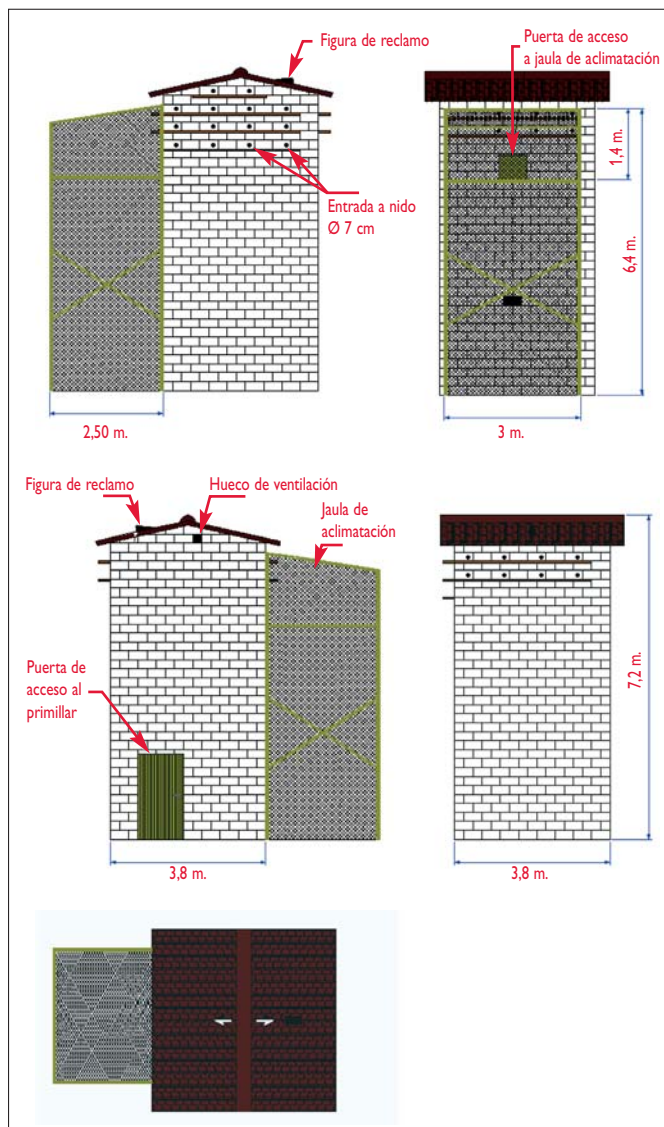 Figura de reclamo
Puerta de acceso
a jaula de aclimatación
1,4 m.
6,4 m.
Entrada a nido
Ø 7 cm
2,50 m.
3 m.
Figura de reclamo
Hueco de ventilación
Jaula de
aclimatación
Puerta de
acceso al
primillar
7,2 m.
3,8 m.
3,8 m.